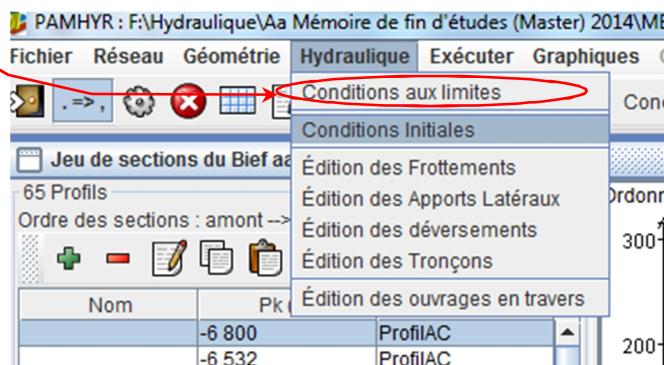 PAMHYR : F:\Hydraulique\Aa Mémoire de fin d'études (Master) 2014\ME
Fichier Réseau Géométrie Hydraulique Exécuter Graphiques
. =>, Conditions aux limites
Conditions Initiales
Jeu de sections du Bief aa
Édition des Frottements
65 Profils
Édition des Apports Latéraux
Ordre des sections : amont -->
Édition des déversements
300
Édition des Tronçons
Nom Pk ( Édition des ouvrages en travers
-6 800 ProfilAC
200
-6 532 ProfilAC